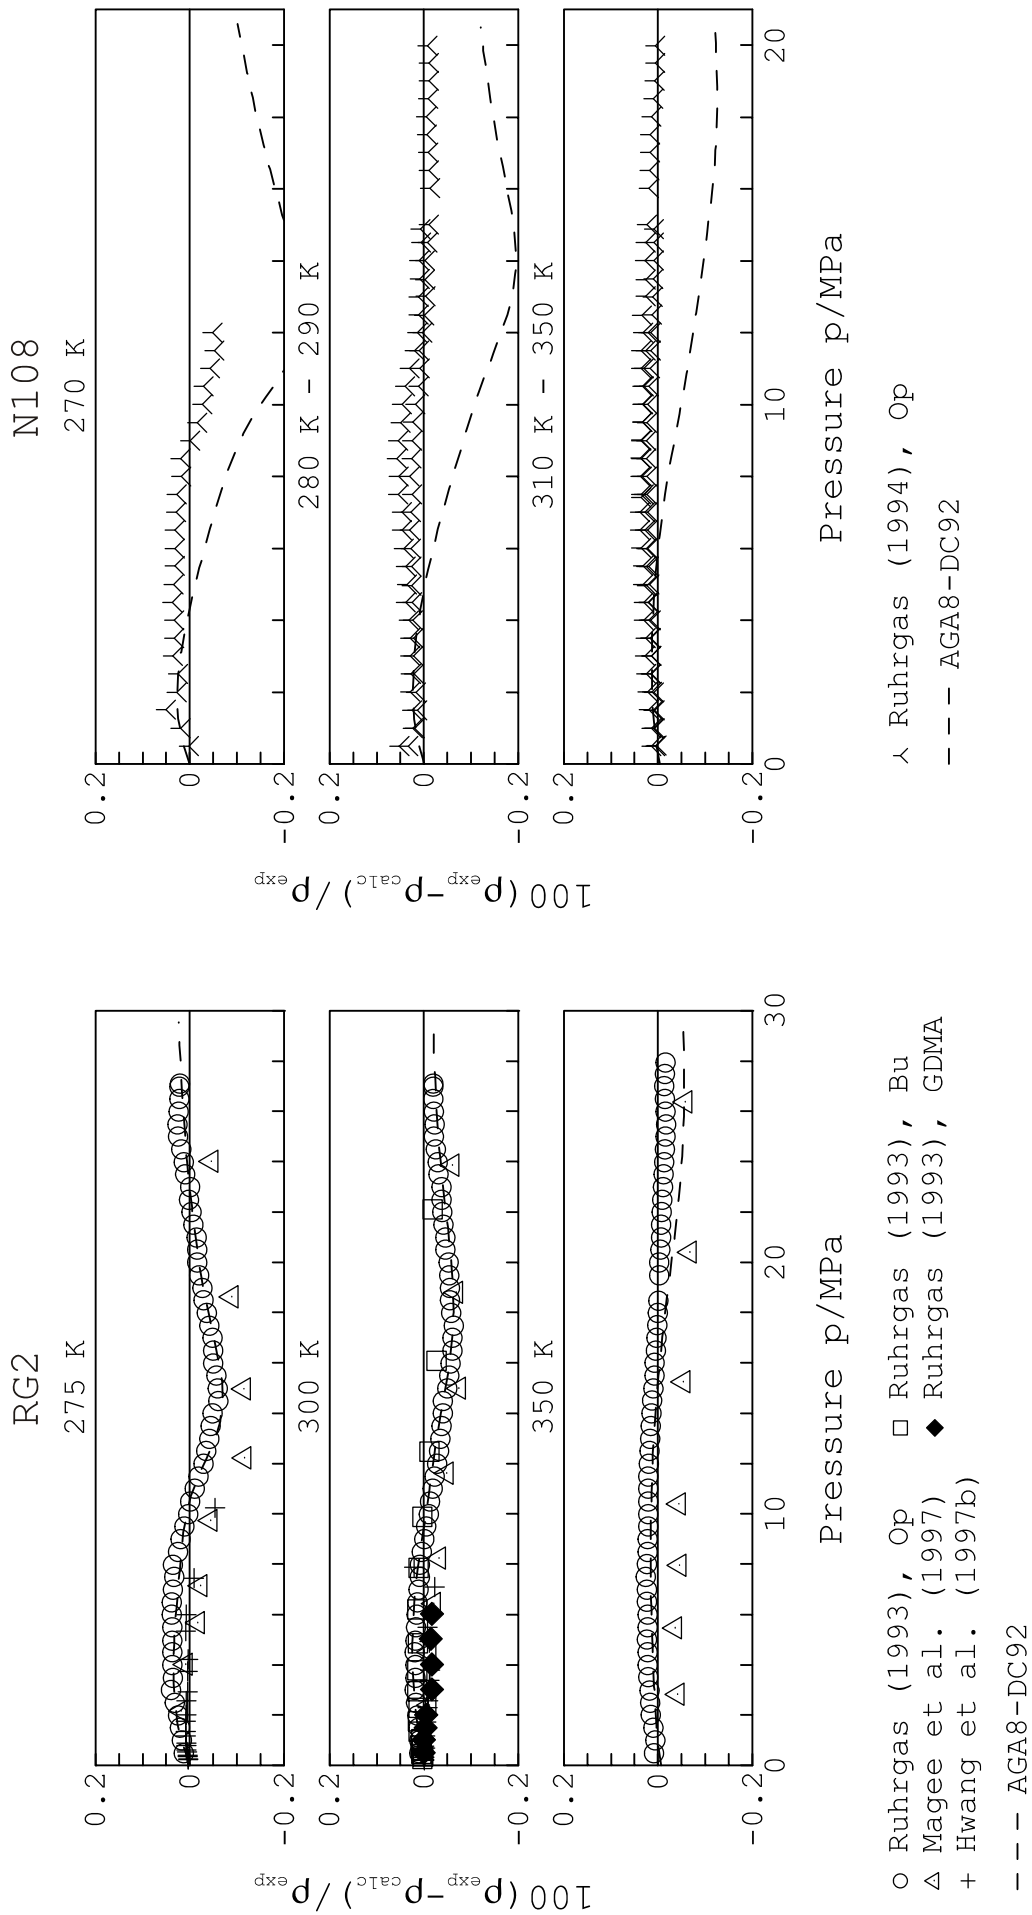 RG2
275 K
0.2
0
-0.2
300 K
0.2
0
-0.2
350 K
0.2
0
-0.2
0
10
20
30
100(ρexp-ρcalc)/ρexp
Pressure p/MPa
○ Ruhrgas (1993), Op
△ Magee et al. (1997)
+ Hwang et al. (1997b)
□ Ruhrgas (1993), Bu
◆ Ruhrgas (1993), GDMA
--- AGA8-DC92
N108
270 K
0.2
0
-0.2
280 K - 290 K
0.2
0
-0.2
310 K - 350 K
0.2
0
-0.2
0
10
20
100(ρexp-ρcalc)/ρexp
Pressure p/MPa
Ruhrgas (1994), Op
--- AGA8-DC92